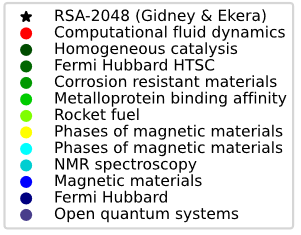 RSA-2048 (Gidney & Ekera)
Computational fluid dynamics
Homogeneous catalysis
Fermi Hubbard HTSC
Corrosion resistant materials
Metalloprotein binding affinity
Rocket fuel
Phases of magnetic materials
Phases of magnetic materials
NMR spectroscopy
Magnetic materials
Fermi Hubbard
Open quantum systems